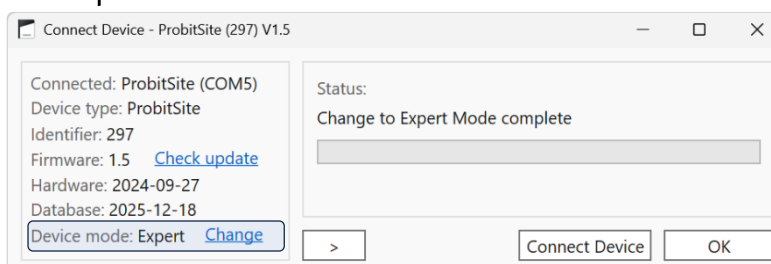 Connect Device - ProbitSite (297) V1.5
Connected: ProbitSite (COM5)
Device type: ProbitSite
Identifier: 297
Firmware: 1.5 Check update
Hardware: 2024-09-27
Database: 2025-12-18
Device mode: Expert Change
Status:
Change to Expert Mode complete
>
Connect Device
OK